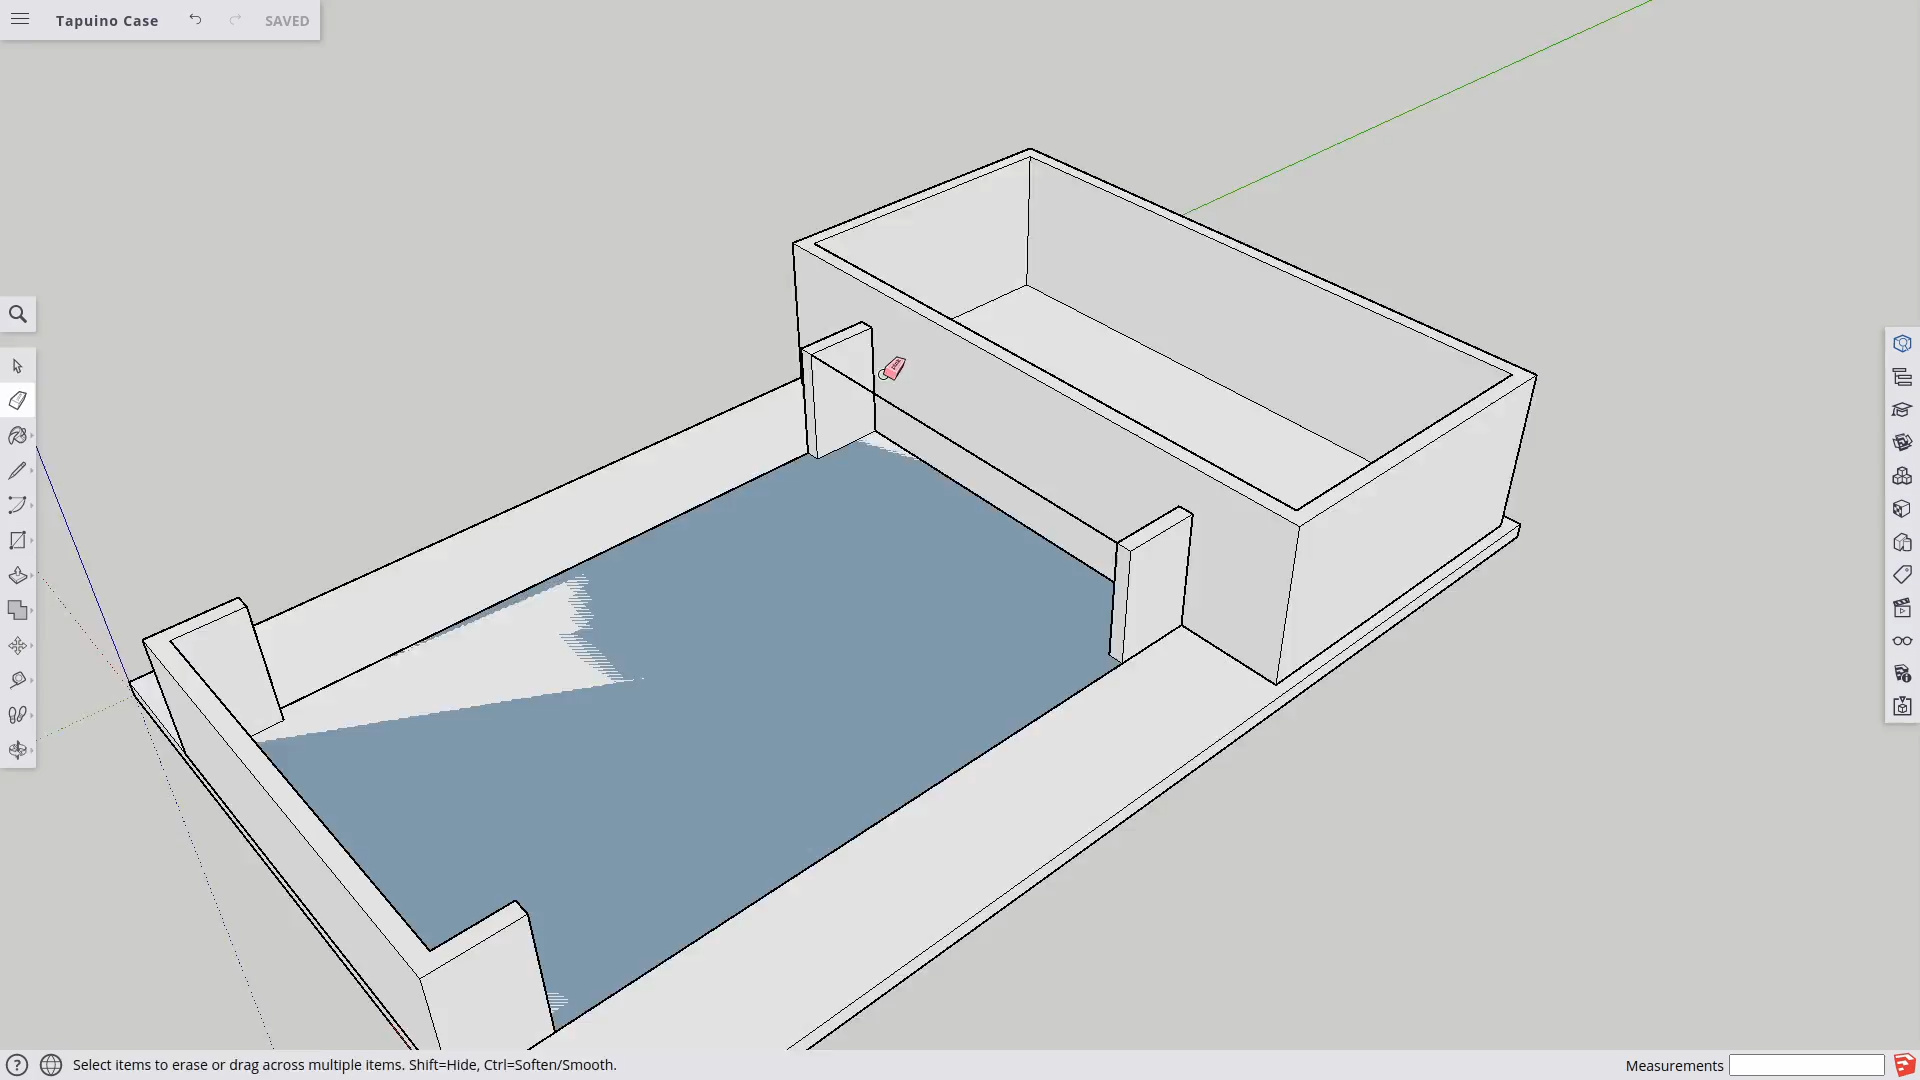 Tapuino Case
SAVED
Select items to erase or drag across multiple items. Shift=Hide, Ctrl=Soften/Smooth.
Measurements